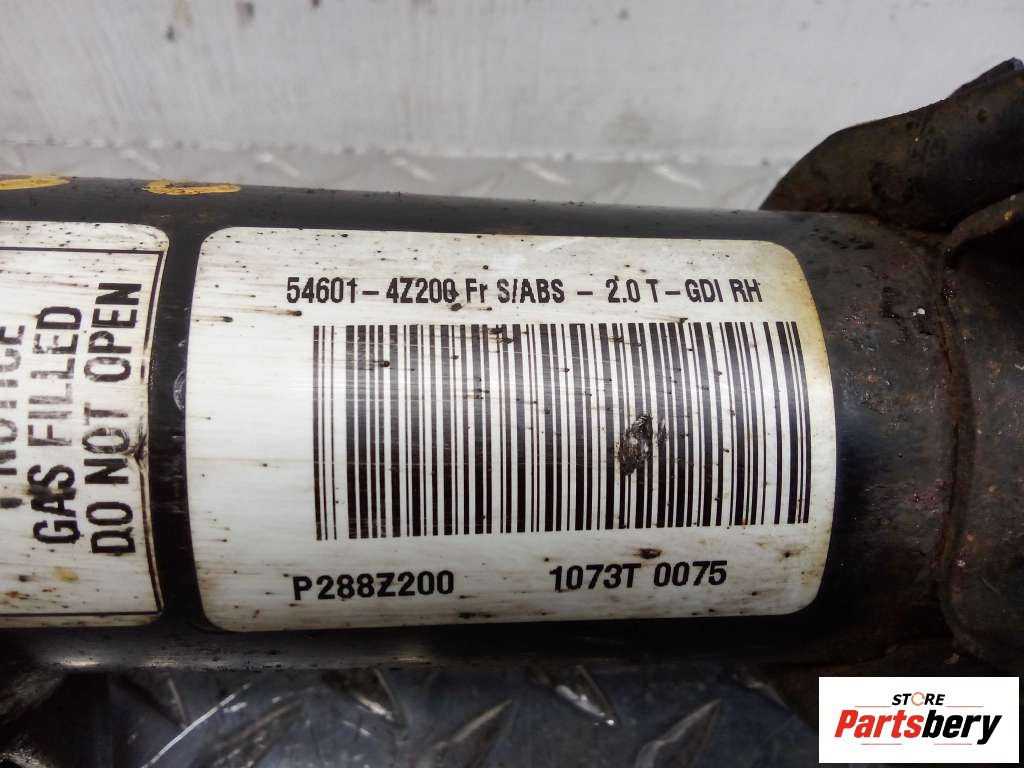 NOTICE
GAS FILLED
DO NOT OPEN
54601-4Z200 Fr S/ABS - 2.0 T-GDI RH
P288Z200 1073T 0075
STORE
Partsbery